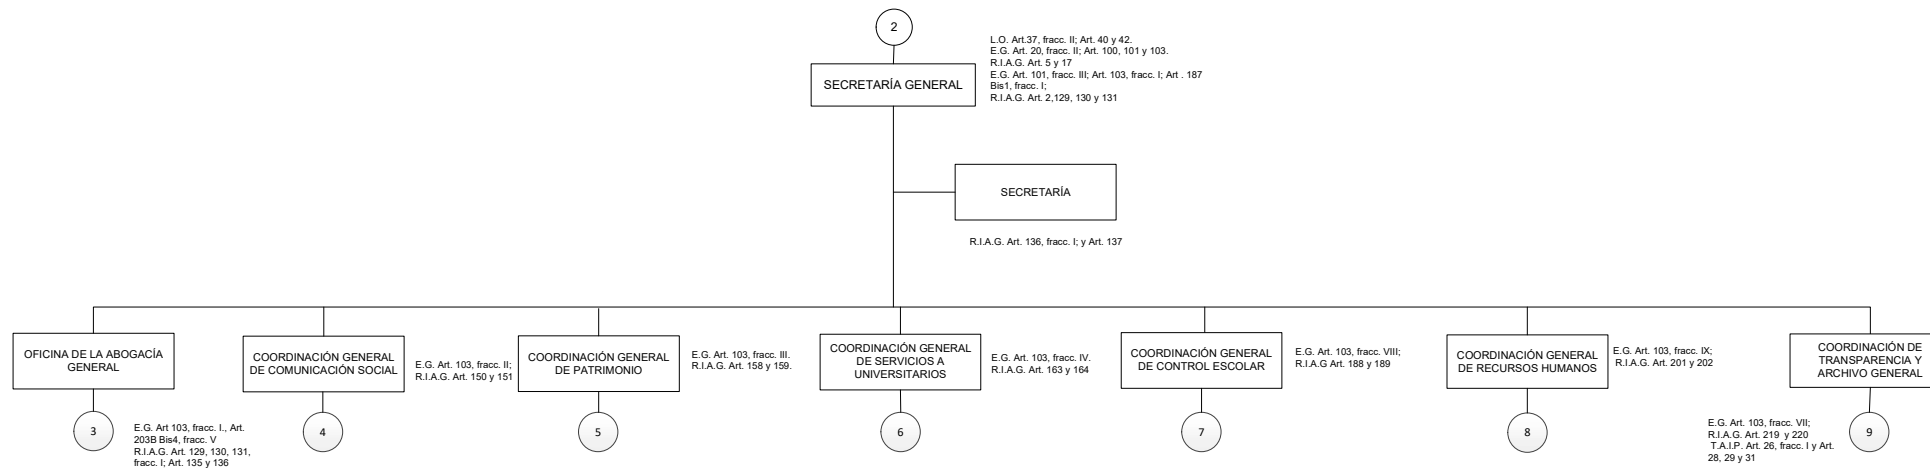 2
L.O. Art.37, fracc. II; Art. 40 y 42.
E.G. Art. 20, fracc. II; Art. 100, 101 y 103.
R.I.A.G. Art. 5 y 17
E.G. Art. 101, fracc. III; Art. 103, fracc. I; Art . 187
Bis1, fracc. I;
R.I.A.G. Art. 2,129, 130 y 131
SECRETARÍA GENERAL
SECRETARÍA
R.I.A.G. Art. 136, fracc. I; y Art. 137
OFICINA DE LA ABOGACÍA
GENERAL
3
E.G. Art 103, fracc. I., Art.
203B Bis4, fracc. V
R.I.A.G. Art. 129, 130, 131,
fracc. I; Art. 135 y 136
COORDINACIÓN GENERAL
DE COMUNICACIÓN SOCIAL
E.G. Art. 103, fracc. II;
R.I.A.G. Art. 150 y 151
4
COORDINACIÓN GENERAL
DE PATRIMONIO
E.G. Art. 103, fracc. III.
R.I.A.G. Art. 158 y 159.
5
COORDINACIÓN GENERAL
DE SERVICIOS A
UNIVERSITARIOS
E.G. Art. 103, fracc. IV.
R.I.A.G. Art. 163 y 164
6
COORDINACIÓN GENERAL
DE CONTROL ESCOLAR
E.G. Art. 103, fracc. VIII;
R.I.A.G Art. 188 y 189
7
COORDINACIÓN GENERAL
DE RECURSOS HUMANOS
E.G. Art. 103, fracc. IX;
R.I.A.G. Art. 201 y 202
8
COORDINACIÓN DE
TRANSPARENCIA Y
ARCHIVO GENERAL
E.G. Art. 103, fracc. VII;
R.I.A.G. Art. 219 y 220
T.A.I.P. Art. 26, fracc. I y Art.
28, 29 y 31
9